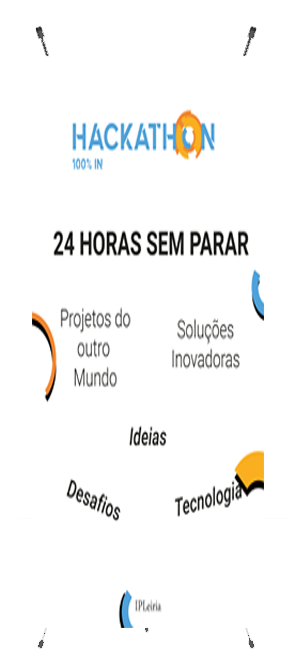 HACKATHON
100% IN
24 HORAS SEM PARAR
Projetos do
outro
Mundo
Soluções
Inovadoras
Ideias
Desafios
Tecnologia
IPLeiria